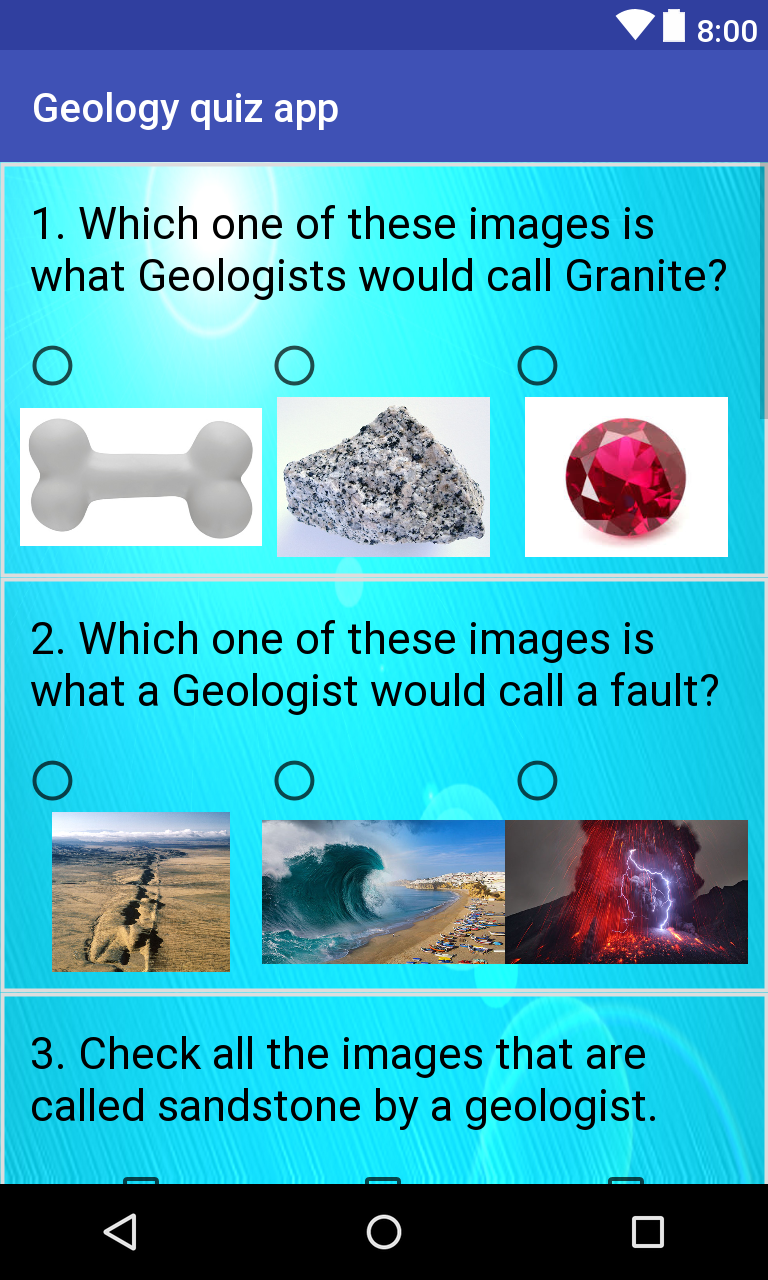 8:00
Geology quiz app
1. Which one of these images is
what Geologists would call Granite?
2. Which one of these images is
what a Geologist would call a fault?
3. Check all the images that are
called sandstone by a geologist.